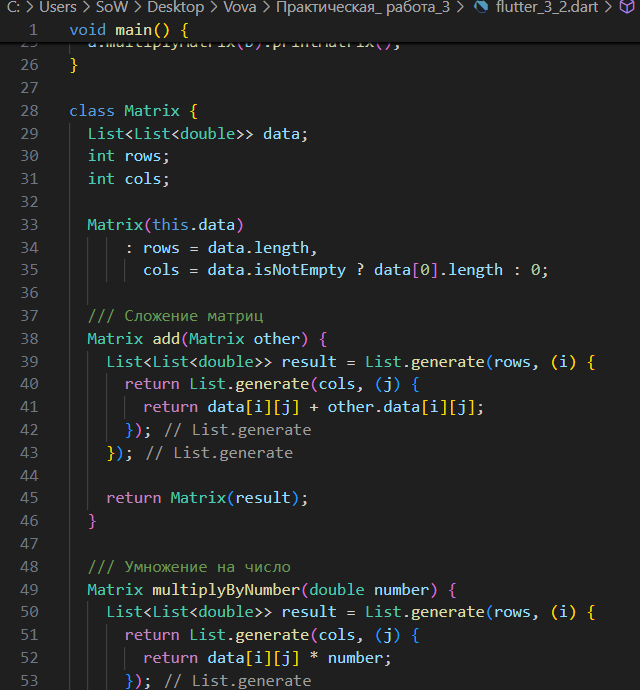 C: > Users > SoW > Desktop > Vova > Практическая_ работа_3 > flutter_3_2.dart >
1 void main() {
25 a.multiplyMatrix(b).printMatrix();
26 }
27
28 class Matrix {
29 List<List<double>> data;
30 int rows;
31 int cols;
32
33 Matrix(this.data)
34 : rows = data.length,
35 cols = data.isNotEmpty ? data[0].length : 0;
36
37 /// Сложение матриц
38 Matrix add(Matrix other) {
39 List<List<double>> result = List.generate(rows, (i) {
40 return List.generate(cols, (j) {
41 return data[i][j] + other.data[i][j];
42 }); // List.generate
43 }); // List.generate
44
45 return Matrix(result);
46 }
47
48 /// Умножение на число
49 Matrix multiplyByNumber(double number) {
50 List<List<double>> result = List.generate(rows, (i) {
51 return List.generate(cols, (j) {
52 return data[i][j] * number;
53 }); // List.generate